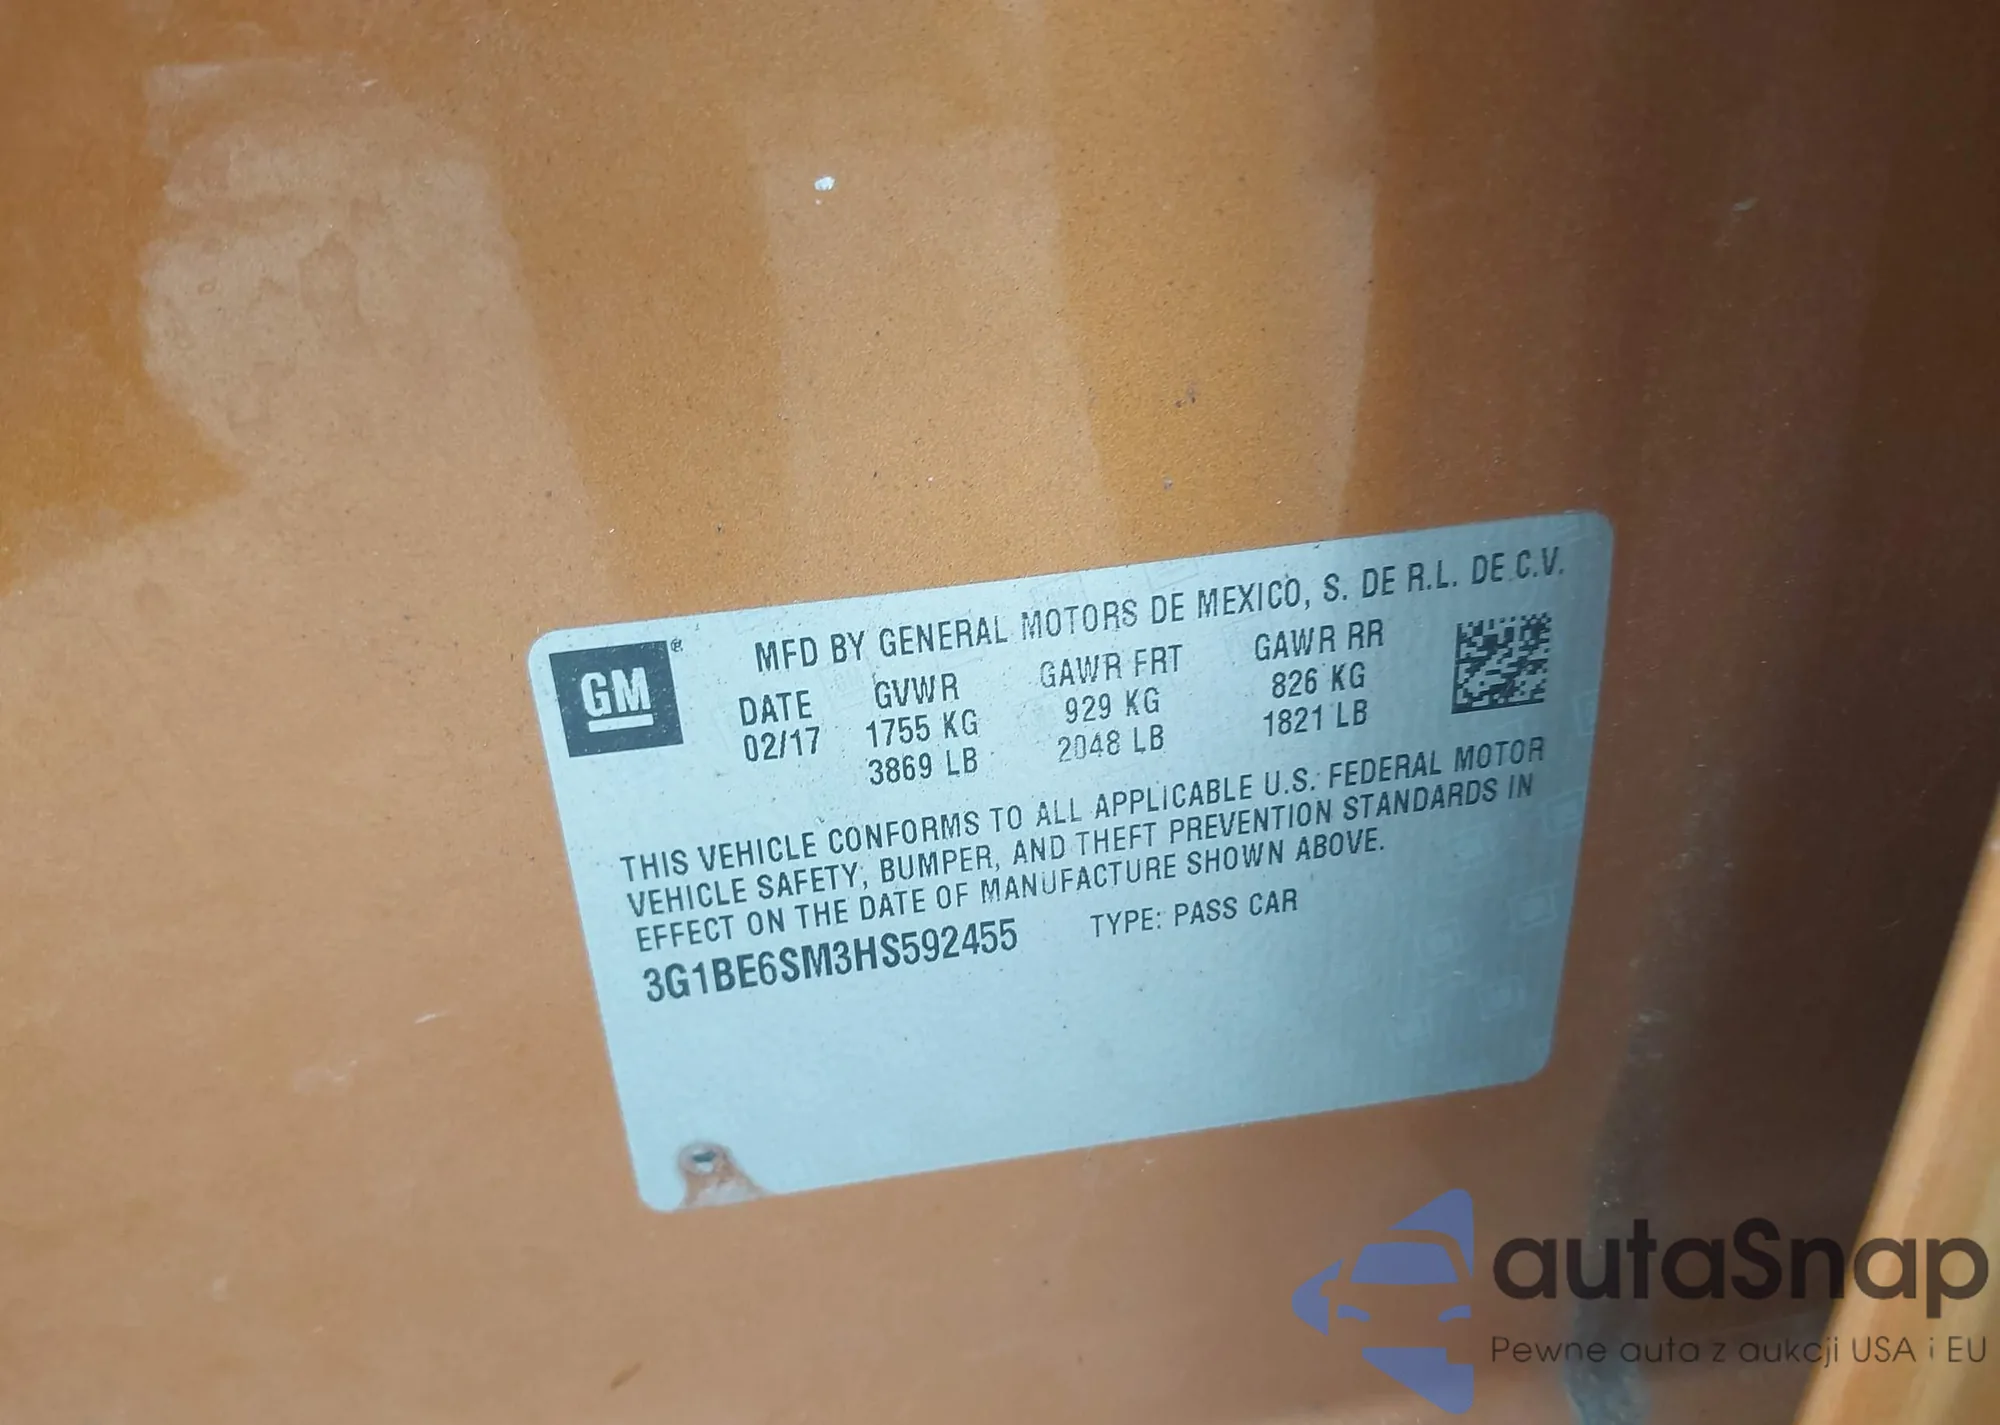 GM ®
MFD BY GENERAL MOTORS DE MEXICO, S. DE R.L. DE C.V.
DATE GVWR GAWR FRT GAWR RR
02/17 1755 KG 929 KG 826 KG
3869 LB 2048 LB 1821 LB
THIS VEHICLE CONFORMS TO ALL APPLICABLE U.S. FEDERAL MOTOR
VEHICLE SAFETY, BUMPER, AND THEFT PREVENTION STANDARDS IN
EFFECT ON THE DATE OF MANUFACTURE SHOWN ABOVE.
3G1BE6SM3HS592455 TYPE: PASS CAR
autaSnap
Pewne auta z aukcji USA i EU